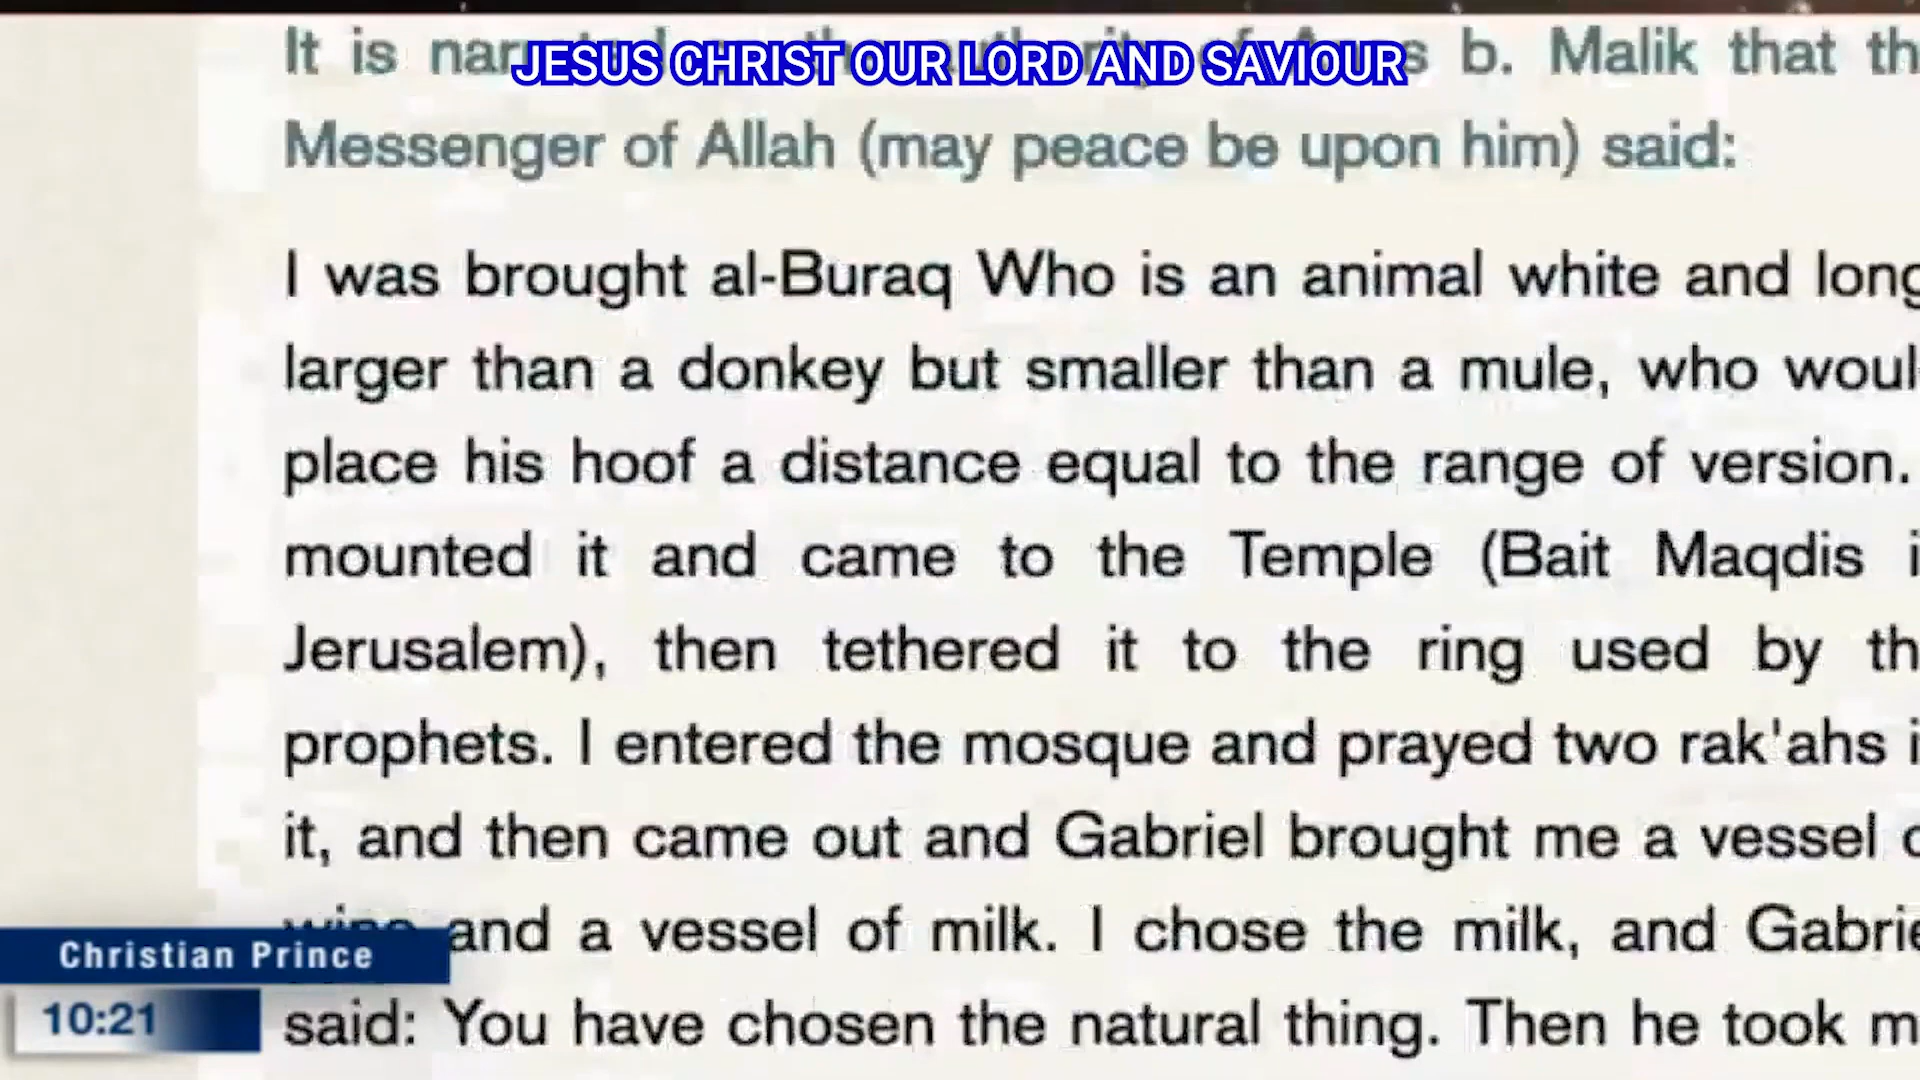 JESUS CHRIST OUR LORD AND SAVIOUR
It is b. Malik that
Messenger of Allah (may peace be upon him) said:
I was brought al-Buraq Who is an animal white and long
larger than a donkey but smaller than a mule, who
place his hoof a distance equal to the range of version.
mounted it and came to the Temple (Bait Maqdis
Jerusalem), then tethered it to the ring used by
prophets. I entered the mosque and prayed two rak'ahs
it, and then came out and Gabriel brought me a vessel
and a vessel of milk. I chose the milk, and
said: You have chosen the natural thing. Then he took
Christian Prince
10:21